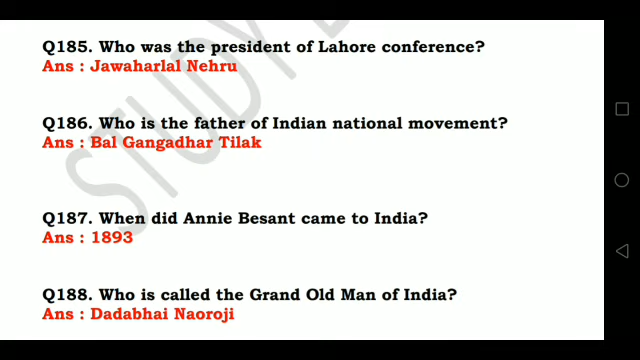 Q185. Who was the president of Lahore conference?
Ans : Jawaharlal Nehru
Q186. Who is the father of Indian national movement?
Ans : Bal Gangadhar Tilak
Q187. When did Annie Besant came to India?
Ans : 1893
Q188. Who is called the Grand Old Man of India?
Ans : Dadabhai Naoroji
STUDY